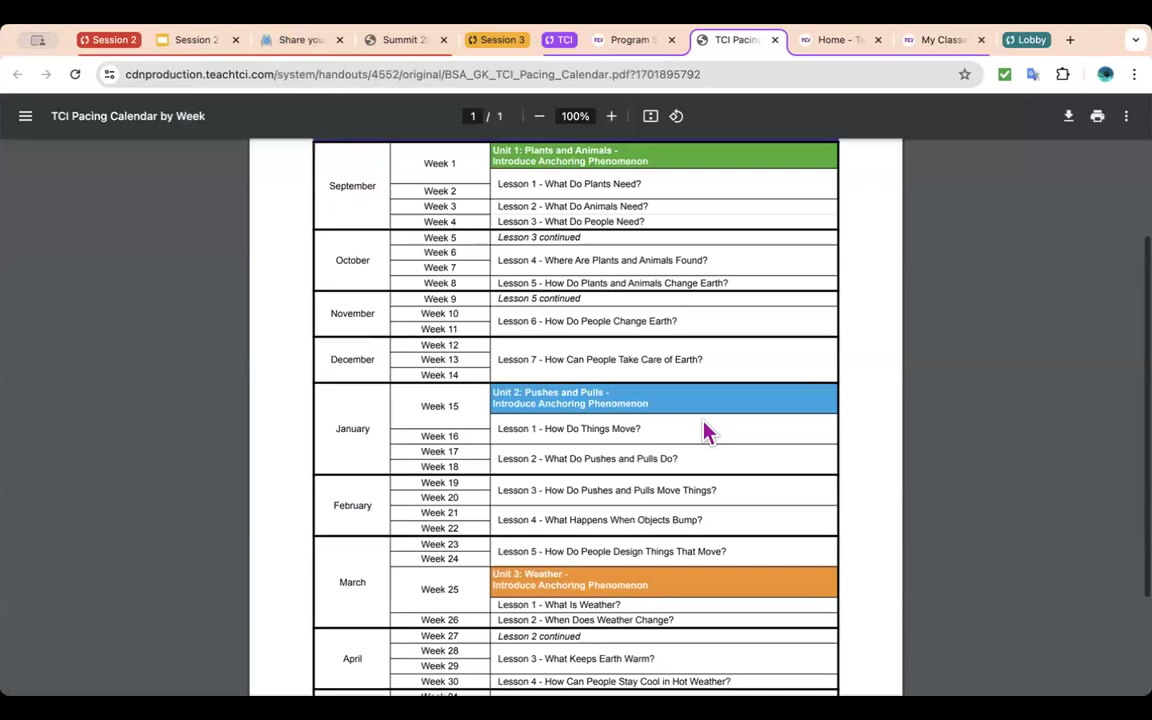 Session 2
Session 2
Share you
Summit 2
Session 3
TCI
Program S
TCI Pacing
Home - T
My Classe
Lobby
cdnproduction.teachtci.com/system/handouts/4552/original/BSA_GK_TCI_Pacing_Calendar.pdf?1701895792
TCI Pacing Calendar by Week
1 / 1
100%
September
Week 1
Unit 1: Plants and Animals -
Introduce Anchoring Phenomenon
Lesson 1 - What Do Plants Need?
Week 2
Week 3
Lesson 2 - What Do Animals Need?
Week 4
Lesson 3 - What Do People Need?
October
Week 5
Lesson 3 continued
Week 6
Lesson 4 - Where Are Plants and Animals Found?
Week 7
Week 8
Lesson 5 - How Do Plants and Animals Change Earth?
November
Week 9
Lesson 5 continued
Week 10
Lesson 6 - How Do People Change Earth?
Week 11
December
Week 12
Week 13
Lesson 7 - How Can People Take Care of Earth?
Week 14
January
Week 15
Unit 2: Pushes and Pulls -
Introduce Anchoring Phenomenon
Lesson 1 - How Do Things Move?
Week 16
Week 17
Lesson 2 - What Do Pushes and Pulls Do?
Week 18
February
Week 19
Lesson 3 - How Do Pushes and Pulls Move Things?
Week 20
Week 21
Lesson 4 - What Happens When Objects Bump?
Week 22
March
Week 23
Lesson 5 - How Do People Design Things That Move?
Week 24
Week 25
Unit 3: Weather -
Introduce Anchoring Phenomenon
Lesson 1 - What Is Weather?
Week 26
Lesson 2 - When Does Weather Change?
April
Week 27
Lesson 2 continued
Week 28
Lesson 3 - What Keeps Earth Warm?
Week 29
Week 30
Lesson 4 - How Can People Stay Cool in Hot Weather?